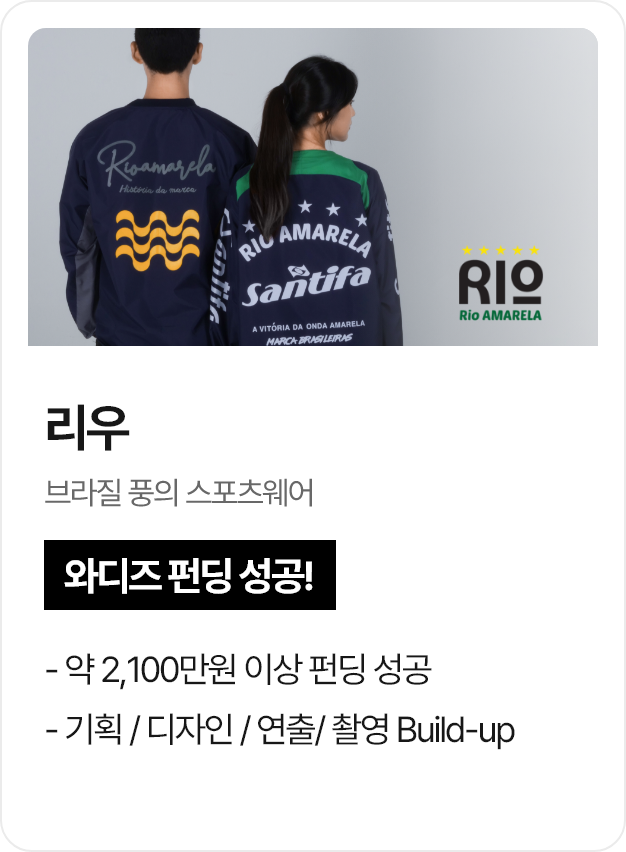 Rioamarela
História da marca
RIO AMARELA
Santifa
A VITÓRIA DA ONDA AMARELA
MARCA BRASILEIRAS
RIO
Rio AMARELA
리우
브라질 풍의 스포츠웨어
와디즈 펀딩 성공!
- 약 2,100만원 이상 펀딩 성공
- 기획 / 디자인 / 연출/ 촬영 Build-up